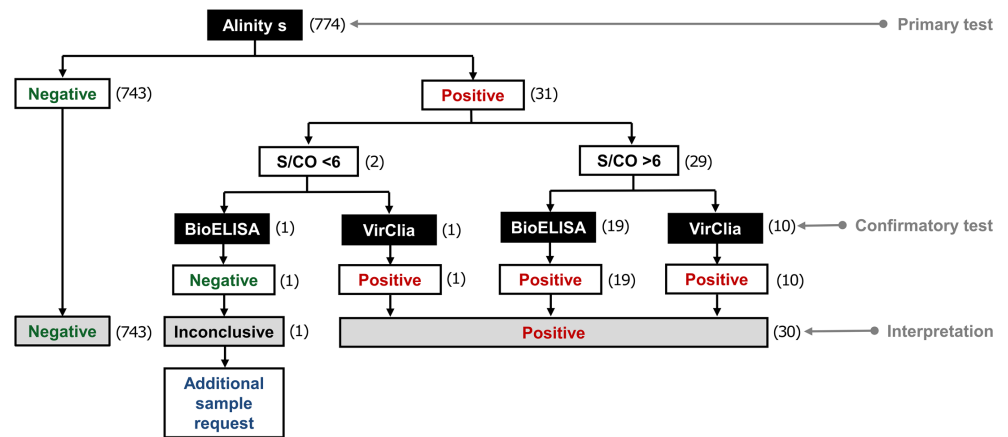 Alinity s (774) Primary test
Negative (743) Positive (31)
S/CO <6 (2) S/CO >6 (29)
BioELISA (1) VirClia (1) BioELISA (19) VirClia (10) Confirmatory test
Negative (1) Positive (1) Positive (19) Positive (10)
Negative (743) Inconclusive (1) Positive (30) Interpretation
Additional
sample
request